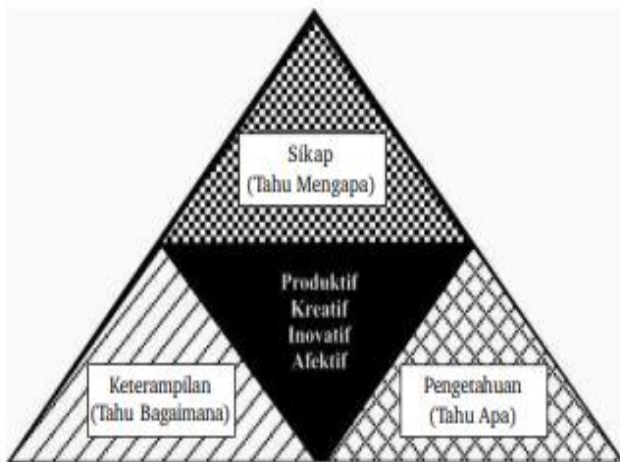 Sikap
(Tahu Mengapa)
Produktif
Kreatif
Inovatif
Afektif
Keterampilan
(Tahu Bagaimana)
Pengetahuan
(Tahu Apa)